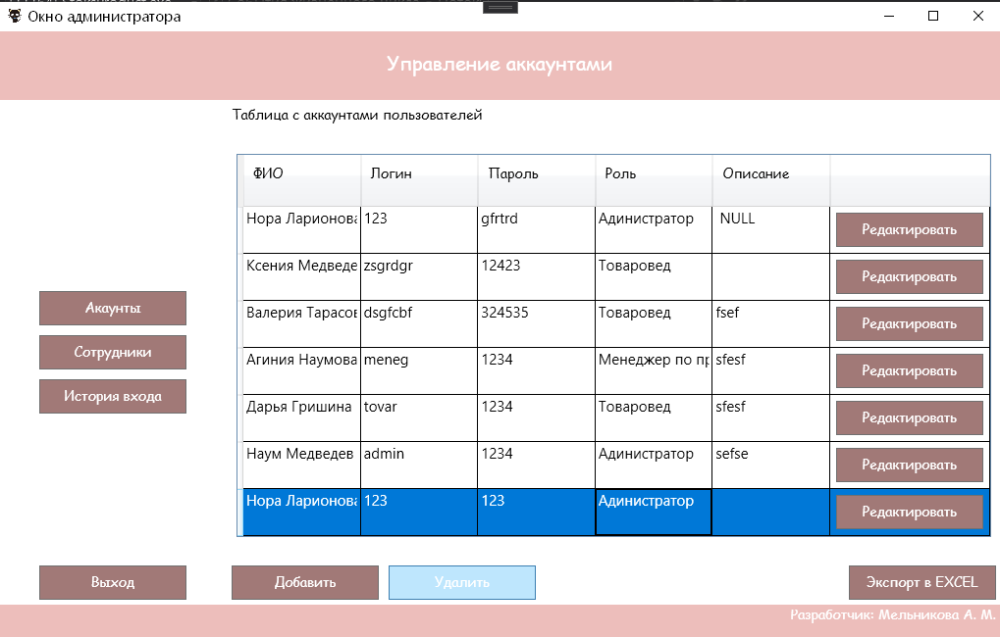 Окно администратора
Управление аккаунтами
Таблица с аккаунтами пользователей
ФИО Логин Пароль Роль Описание
Нора Ларионова 123 gfrtrd Адинистратор NULL Редактировать
Ксения Медведе zsgrdgr 12423 Товаровед Редактировать
Валерия Тарасов dsgfcbf 324535 Товаровед fsef Редактировать
Агиния Наумова meneg 1234 Менеджер по пр sfesf Редактировать
Дарья Гришина tovar 1234 Товаровед sfesf Редактировать
Наум Медведев admin 1234 Адинистратор sefse Редактировать
Нора Ларионова 123 123 Адинистратор Редактировать
Акаунты
Сотрудники
История входа
Выход Добавить Удалить Экспорт в EXCEL
Разработчик: Мельникова А. М.